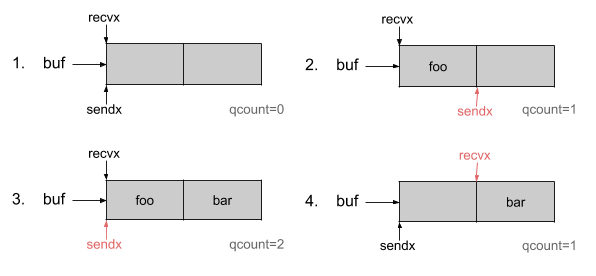 recvx
1. buf
sendx
qcount=0
recvx
2. buf
foo
sendx
qcount=1
recvx
3. buf
foo bar
sendx
qcount=2
recvx
4. buf
bar
sendx
qcount=1